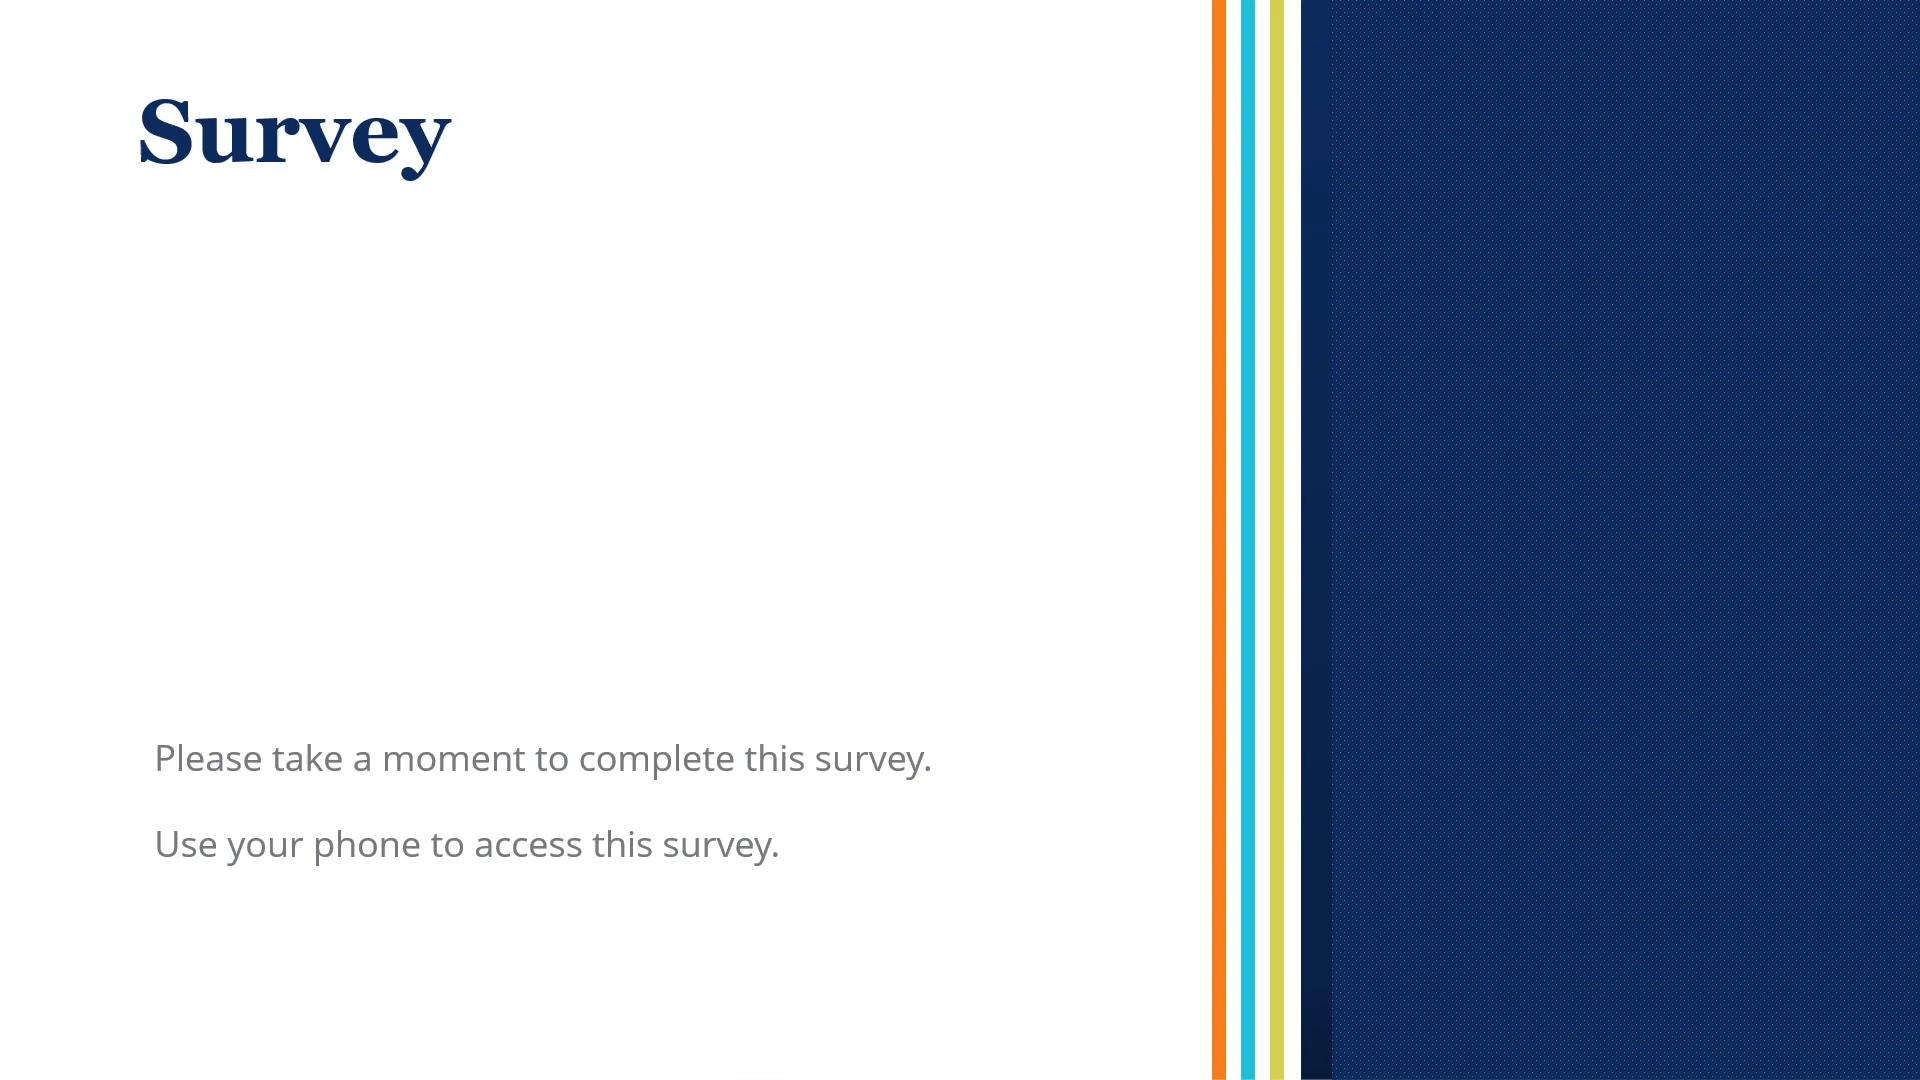 Survey
Please take a moment to complete this survey.
Use your phone to access this survey.